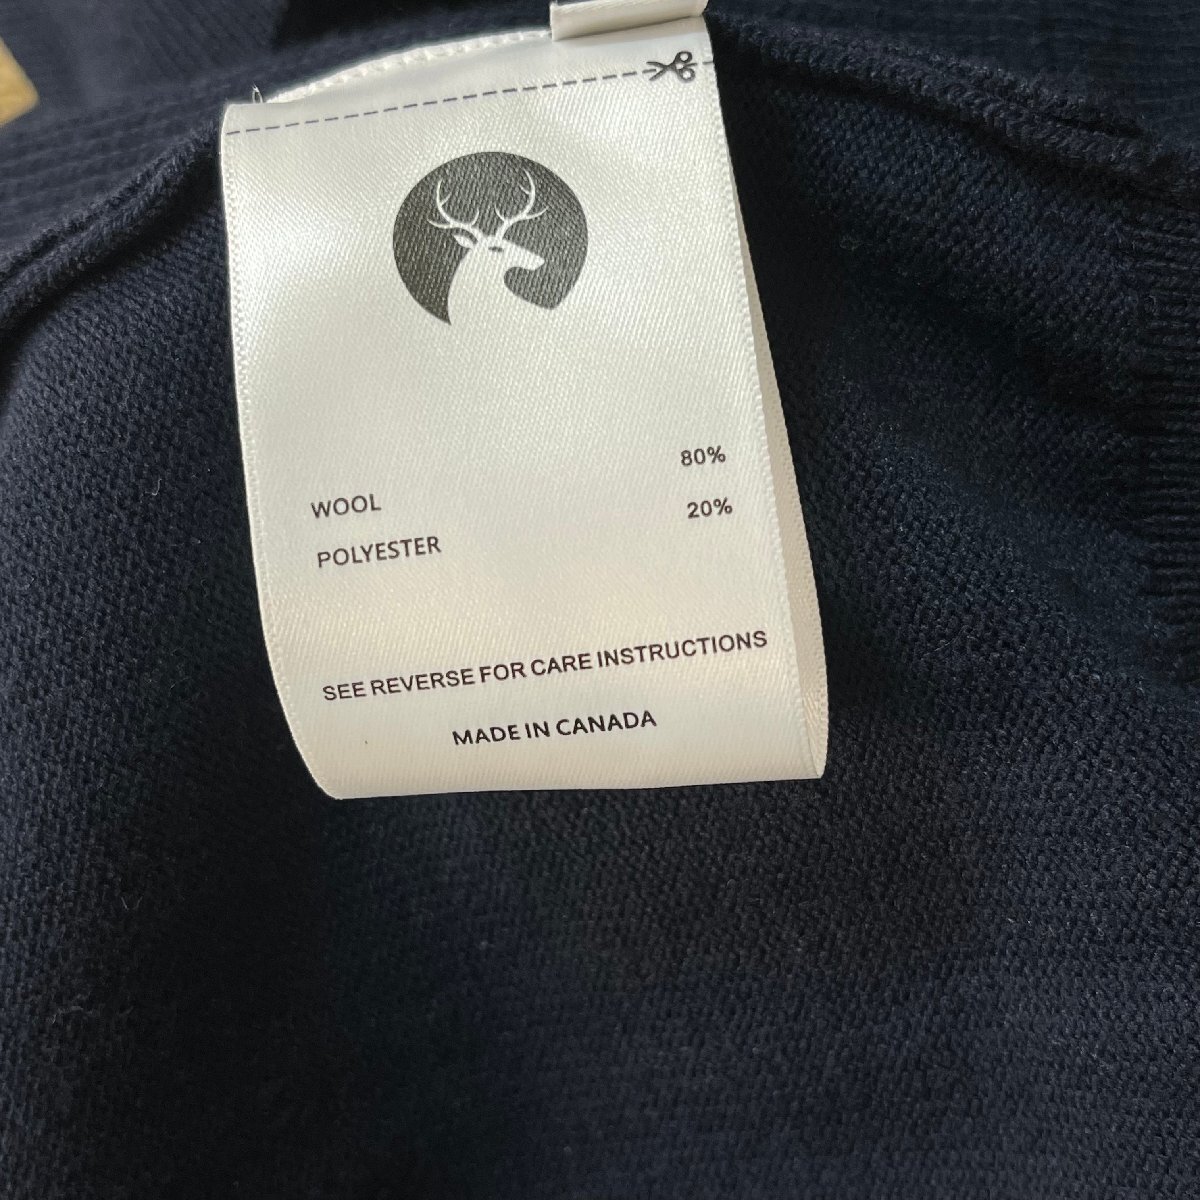 WOOL 80%
POLYESTER 20%
SEE REVERSE FOR CARE INSTRUCTIONS
MADE IN CANADA